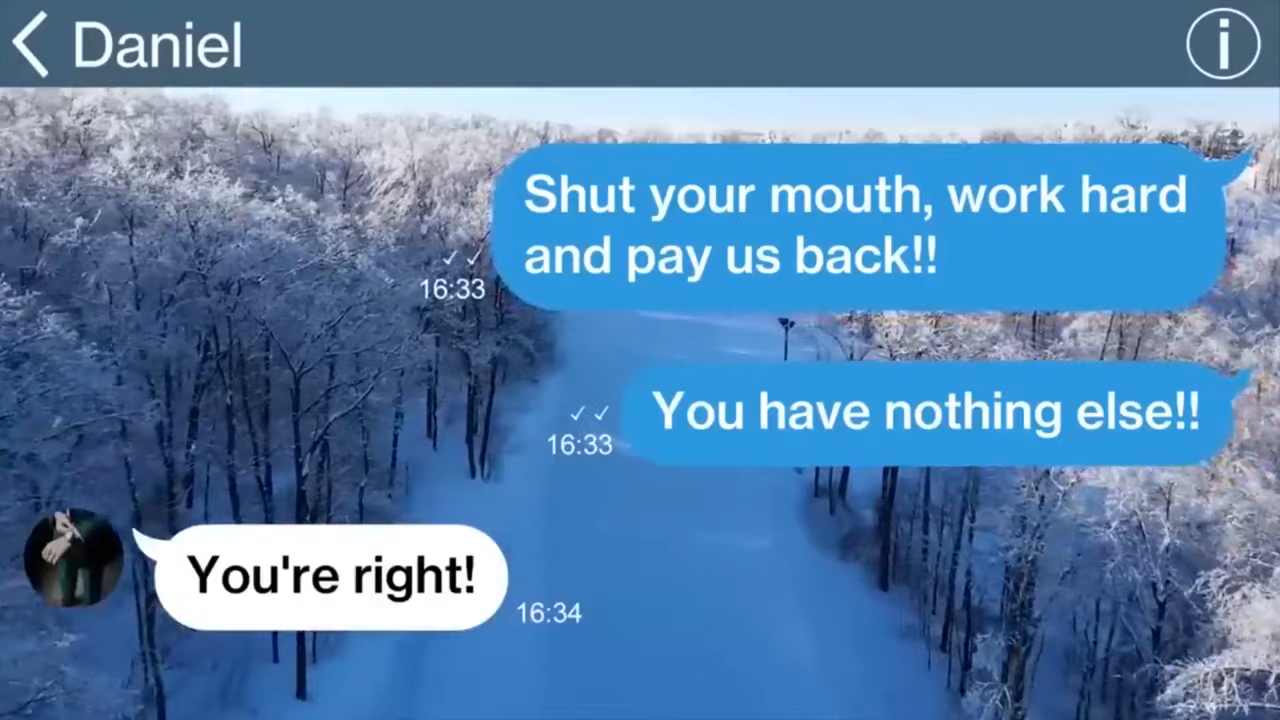 Daniel
Shut your mouth, work hard
and pay us back!!
16:33
You have nothing else!!
16:33
You're right!
16:34